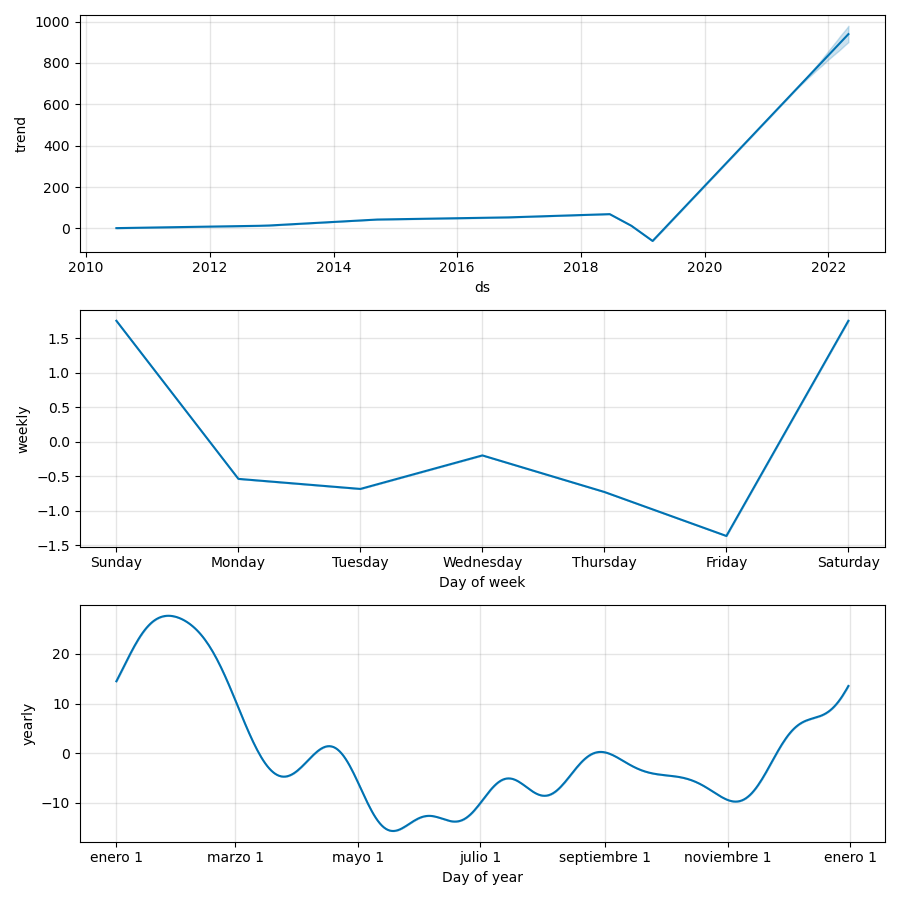 1000
800
600
400
200
0
trend
2010 2012 2014 2016 2018 2020 2022
ds
1.5
1.0
0.5
0.0
−0.5
−1.0
−1.5
weekly
Sunday Monday Tuesday Wednesday Thursday Friday Saturday
Day of week
20
10
0
−10
yearly
enero 1 marzo 1 mayo 1 julio 1 septiembre 1 noviembre 1 enero 1
Day of year